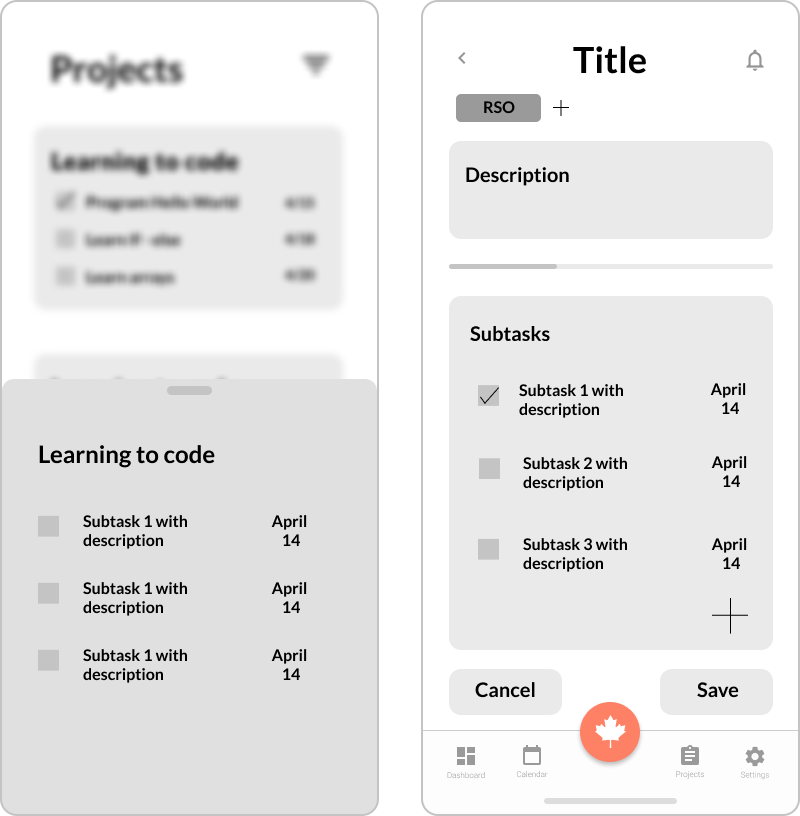 Projects
Learning to code
Program Hello World 4/15
Learn if - else 4/18
Learn arrays 4/20
Learning to code
Subtask 1 with
description
April
14
Subtask 1 with
description
April
14
Subtask 1 with
description
April
14
Title
RSO
Description
Subtasks
Subtask 1 with
description
April
14
Subtask 2 with
description
April
14
Subtask 3 with
description
April
14
Cancel
Save
Dashboard
Calendar
Projects
Settings